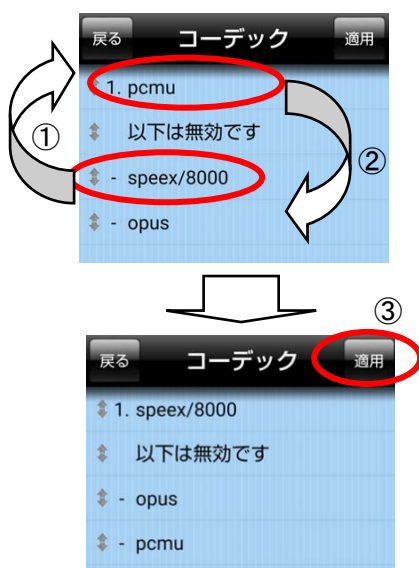 戻る コーデック 適用
1. pcmu
① 以下は無効です
②
- speex/8000
- opus
③
戻る コーデック 適用
1. speex/8000
以下は無効です
- opus
- pcmu